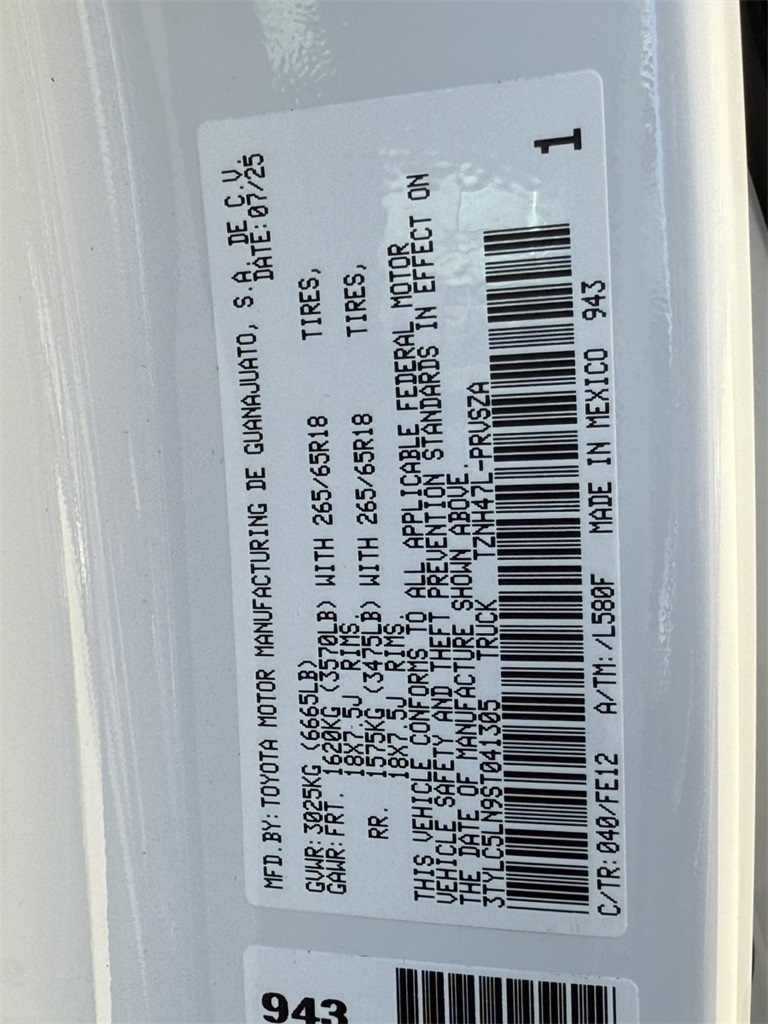 MFD.BY:TOYOTA MOTOR MANUFACTURING DE GUANAJUATO, S.A. DE C.V.
DATE:07/25
GVWR:3025KG (6665LB)
GAWR:FRT. 1620KG (3570LB) WITH 265/65R18 TIRES,
18X7.5J RIMS.
RR. 1575KG (3475LB) WITH 265/65R18 TIRES,
18X7.5J RIMS.
THIS VEHICLE CONFORMS TO ALL APPLICABLE FEDERAL MOTOR
VEHICLE SAFETY AND THEFT PREVENTION STANDARDS IN EFFECT ON
THE DATE OF MANUFACTURE SHOWN ABOVE.
3TYLC5LN9ST041305 TRUCK TZNH47L-PRVSZA
1
C/TR:040/FE12 A/TM:/L580F MADE IN MEXICO 943
943